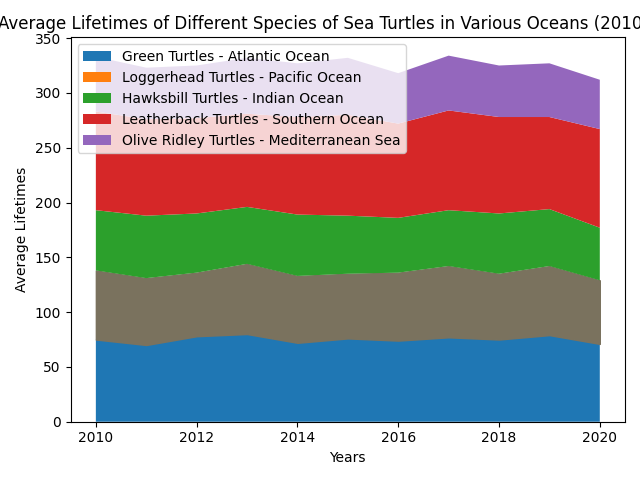 Average Lifetimes of Different Species of Sea Turtles in Various Oceans (2010
Green Turtles - Atlantic Ocean
Loggerhead Turtles - Pacific Ocean
Hawksbill Turtles - Indian Ocean
Leatherback Turtles - Southern Ocean
Olive Ridley Turtles - Mediterranean Sea
Average Lifetimes
350
300
250
200
150
100
50
0
2010 2012 2014 2016 2018 2020
Years